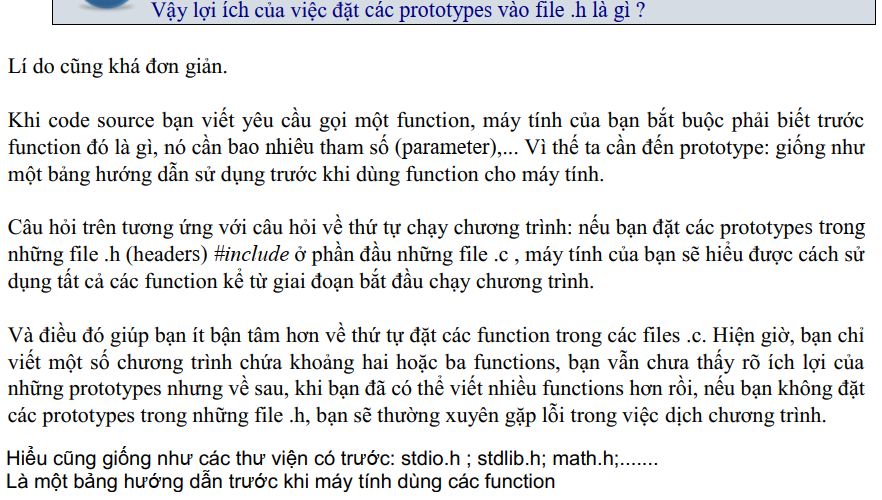 Vậy lợi ích của việc đặt các prototypes vào file .h là gì ?
Lí do cũng khá đơn giản.
Khi code source bạn viết yêu cầu gọi một function, máy tính của bạn bắt buộc phải biết trước
function đó là gì, nó cần bao nhiêu tham số (parameter),... Vì thế ta cần đến prototype: giống như
một bảng hướng dẫn sử dụng trước khi dùng function cho máy tính.
Câu hỏi trên tương ứng với câu hỏi về thứ tự chạy chương trình: nếu bạn đặt các prototypes trong
những file .h (headers) #include ở phần đầu những file .c , máy tính của bạn sẽ hiểu được cách sử
dụng tất cả các function kể từ giai đoạn bắt đầu chạy chương trình.
Và điều đó giúp bạn ít bận tâm hơn về thứ tự đặt các function trong các files .c. Hiện giờ, bạn chỉ
viết một số chương trình chứa khoảng hai hoặc ba functions, bạn vẫn chưa thấy rõ ích lợi của
những prototypes nhưng về sau, khi bạn đã có thể viết nhiều functions hơn rồi, nếu bạn không đặt
các prototypes trong những file .h, bạn sẽ thường xuyên gặp lỗi trong việc dịch chương trình.
Hiểu cũng giống như các thư viện có trước: stdio.h ; stdlib.h; math.h;.......
Là một bảng hướng dẫn trước khi máy tính dùng các function